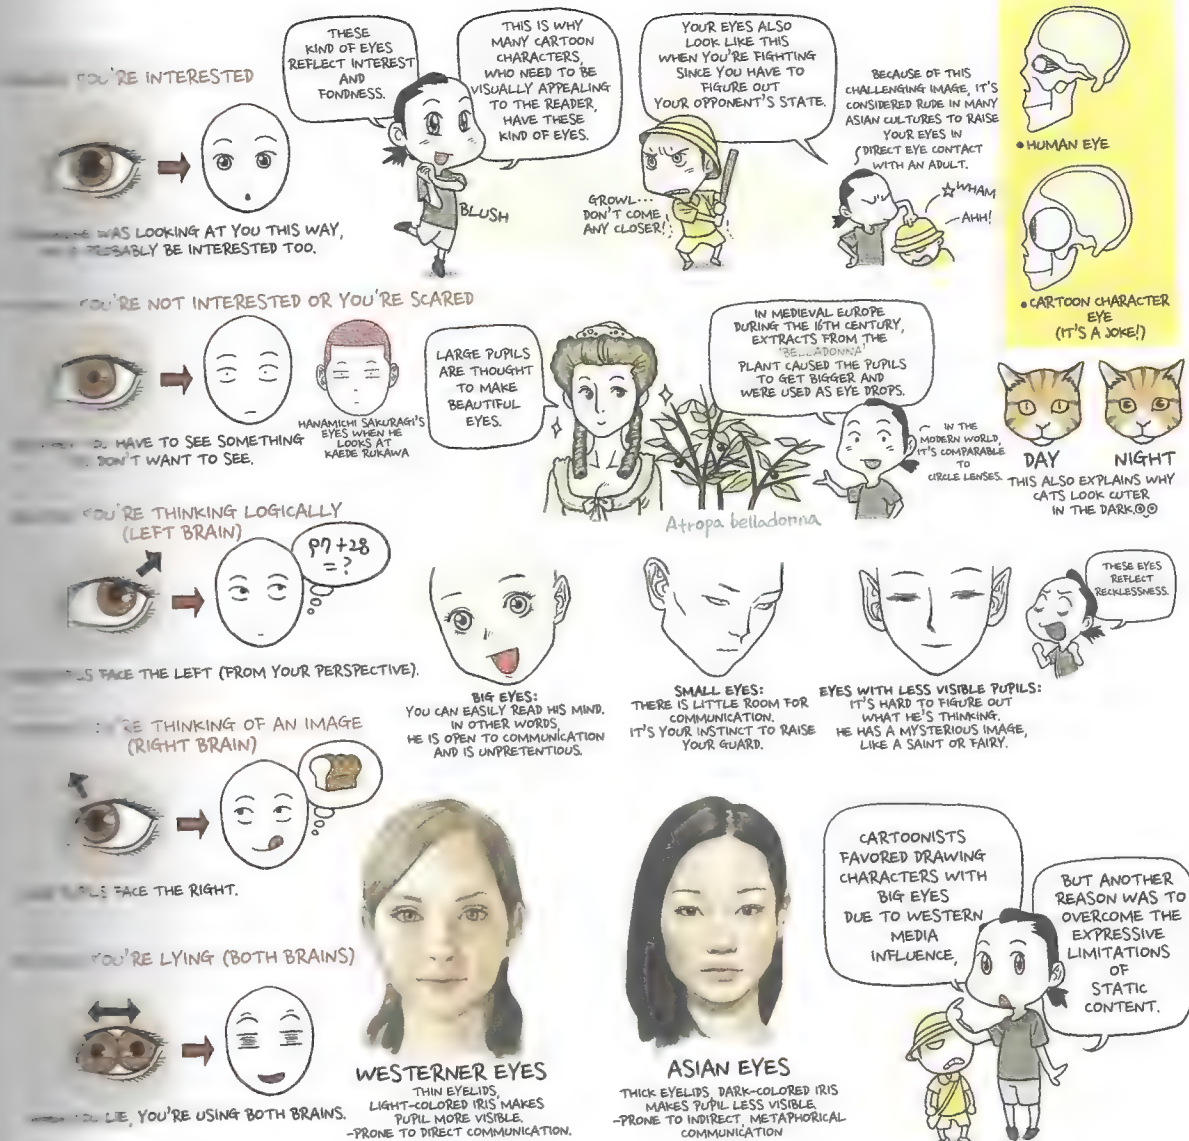 YOU'RE INTERESTED
WAS LOOKING AT YOU THIS WAY,
PROBABLY BE INTERESTED TOO.
THESE
KIND OF EYES
REFLECT INTEREST
AND
FONDNESS.
THIS IS WHY
MANY CARTOON
CHARACTERS,
WHO NEED TO BE
VISUALLY APPEALING
TO THE READER,
HAVE THESE
KIND OF EYES.
BLUSH
YOUR EYES ALSO
LOOK LIKE THIS
WHEN YOU'RE FIGHTING
SINCE YOU HAVE TO
FIGURE OUT
YOUR OPPONENT'S STATE.
GROWL...
DON'T COME
ANY CLOSER!
BECAUSE OF THIS
CHALLENGING IMAGE, IT'S
CONSIDERED RUDE IN MANY
ASIAN CULTURES TO RAISE
YOUR EYES IN
DIRECT EYE CONTACT
WITH AN ADULT.
☆WHAM
AHH!
• HUMAN EYE
• CARTOON CHARACTER
EYE
(IT'S A JOKE!)
YOU'RE NOT INTERESTED OR YOU'RE SCARED
HAVE TO SEE SOMETHING
DON'T WANT TO SEE.
HANAMICHI SAKURAGI'S
EYES WHEN HE
LOOKS AT
KAEDE RUKAWA
LARGE PUPILS
ARE THOUGHT
TO MAKE
BEAUTIFUL
EYES.
IN MEDIEVAL EUROPE
DURING THE 16TH CENTURY,
EXTRACTS FROM THE
'BELLADONNA'
PLANT CAUSED THE PUPILS
TO GET BIGGER AND
WERE USED AS EYE DROPS.
IN THE
MODERN WORLD,
IT'S COMPARABLE
TO
CIRCLE LENSES.
Atropa belladonna
DAY
NIGHT
THIS ALSO EXPLAINS WHY
CATS LOOK CUTER
IN THE DARK.
YOU'RE THINKING LOGICALLY
(LEFT BRAIN)
97+28
=?
FACE THE LEFT (FROM YOUR PERSPECTIVE).
BIG EYES:
YOU CAN EASILY READ HIS MIND.
IN OTHER WORDS,
HE IS OPEN TO COMMUNICATION
AND IS UNPRETENTIOUS.
SMALL EYES:
THERE IS LITTLE ROOM FOR
COMMUNICATION.
IT'S YOUR INSTINCT TO RAISE
YOUR GUARD.
EYES WITH LESS VISIBLE PUPILS:
IT'S HARD TO FIGURE OUT
WHAT HE'S THINKING.
HE HAS A MYSTERIOUS IMAGE,
LIKE A SAINT OR FAIRY.
THESE EYES
REFLECT
RECKLESSNESS.
THINKING OF AN IMAGE
(RIGHT BRAIN)
FACE THE RIGHT.
YOU'RE LYING (BOTH BRAINS)
LIE, YOU'RE USING BOTH BRAINS.
WESTERNER EYES
THIN EYELIDS,
LIGHT-COLORED IRIS MAKES
PUPIL MORE VISIBLE.
-PRONE TO DIRECT COMMUNICATION.
ASIAN EYES
THICK EYELIDS, DARK-COLORED IRIS
MAKES PUPIL LESS VISIBLE.
-PRONE TO INDIRECT, METAPHORICAL
COMMUNICATION
CARTOONISTS
FAVORED DRAWING
CHARACTERS WITH
BIG EYES
DUE TO WESTERN
MEDIA
INFLUENCE,
BUT ANOTHER
REASON WAS TO
OVERCOME THE
EXPRESSIVE
LIMITATIONS
OF
STATIC
CONTENT.